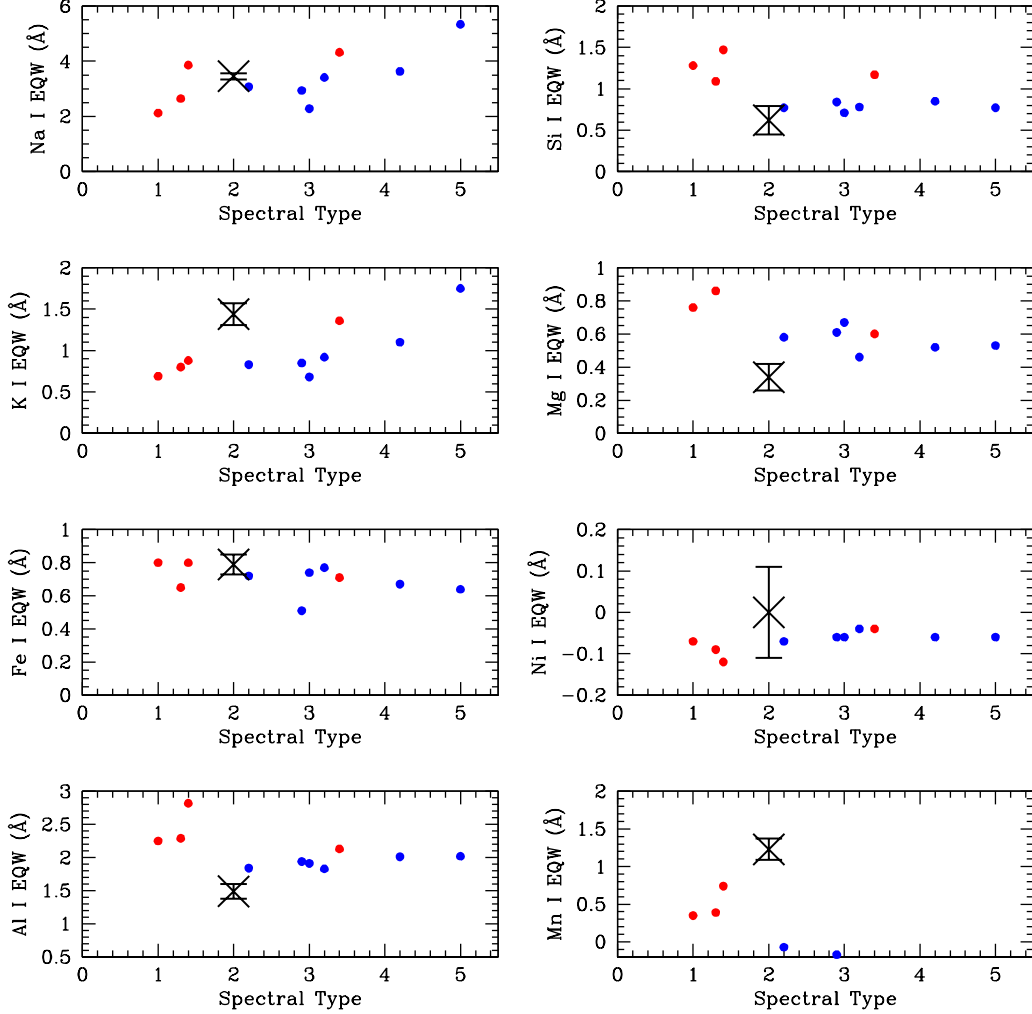 6
4
2
0
Na I EQW (Å)
0 1 2 3 4 5
Spectral Type
2
1.5
1
0.5
0
Si I EQW (Å)
0 1 2 3 4 5
Spectral Type
2
1.5
1
0.5
0
K I EQW (Å)
0 1 2 3 4 5
Spectral Type
1
0.8
0.6
0.4
0.2
0
Mg I EQW (Å)
0 1 2 3 4 5
Spectral Type
1
0.8
0.6
0.4
0.2
0
Fe I EQW (Å)
0 1 2 3 4 5
Spectral Type
0.2
0.1
0
−0.1
−0.2
Ni I EQW (Å)
0 1 2 3 4 5
Spectral Type
3
2.5
2
1.5
1
0.5
Al I EQW (Å)
0 1 2 3 4 5
Spectral Type
2
1.5
1
0.5
0
Mn I EQW (Å)
0 1 2 3 4 5
Spectral Type